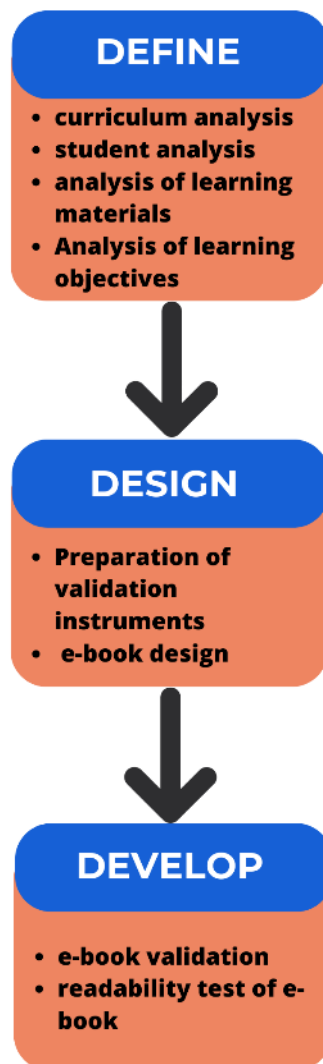 DEFINE
• curriculum analysis
• student analysis
• analysis of learning
materials
• Analysis of learning
objectives
DESIGN
• Preparation of
validation
instruments
• e-book design
DEVELOP
• e-book validation
• readability test of e-
book